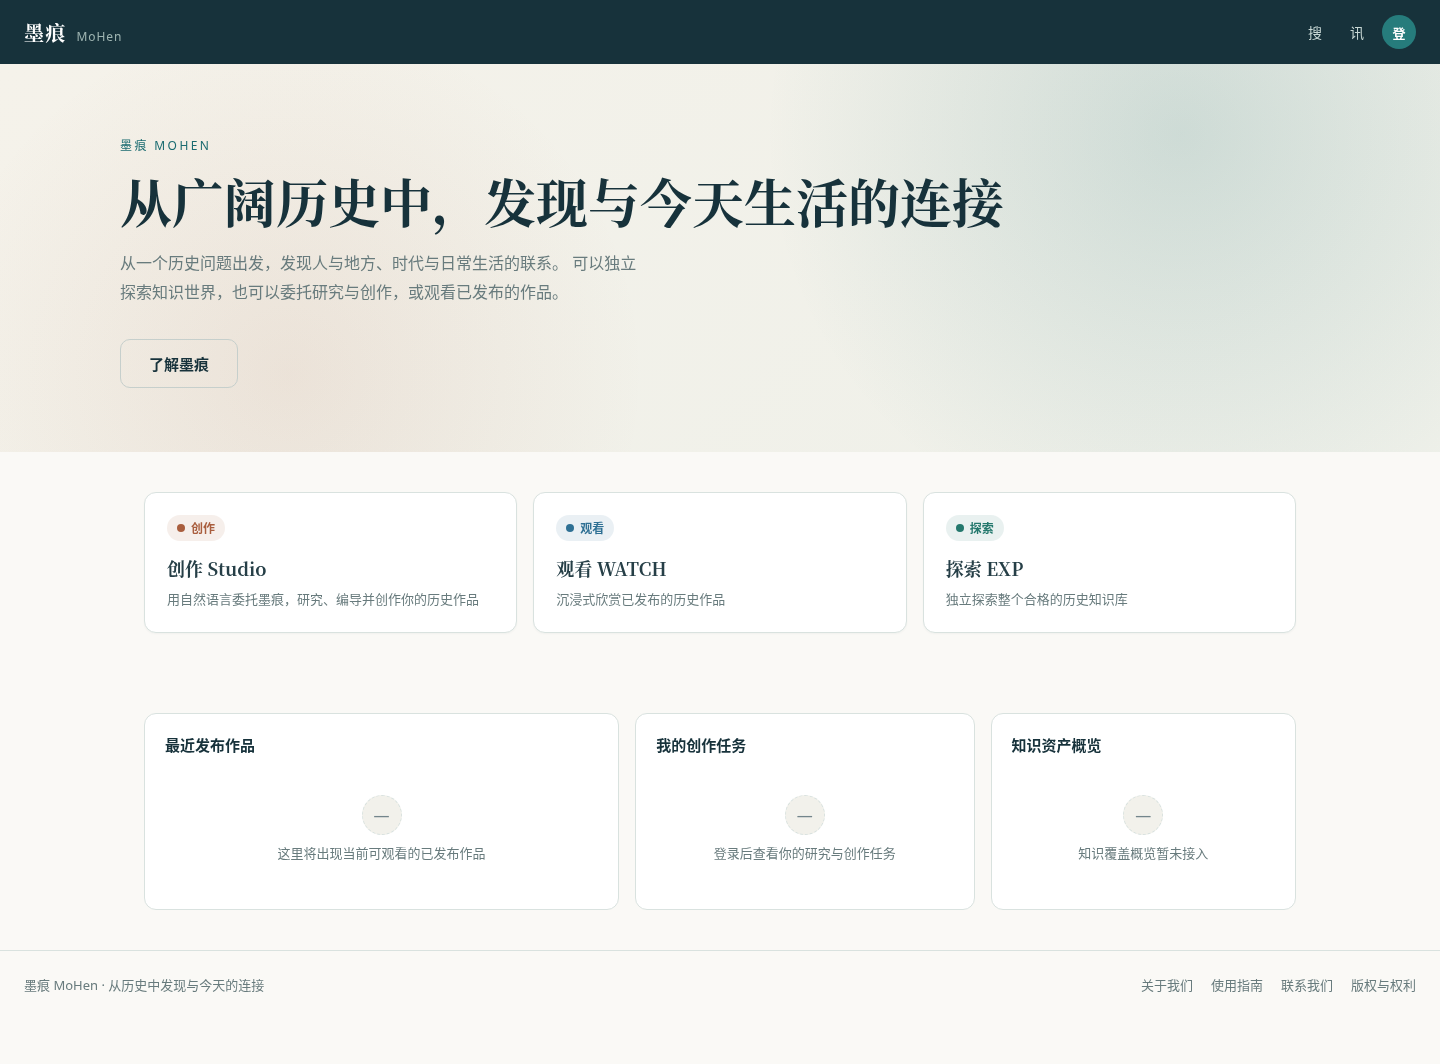 墨痕 MoHen
搜 讯 登
墨痕 MOHEN
从广阔历史中，发现与今天生活的连接
从一个历史问题出发，发现人与地方、时代与日常生活的联系。 可以独立
探索知识世界，也可以委托研究与创作，或观看已发布的作品。
了解墨痕
创作
创作 Studio
用自然语言委托墨痕，研究、编导并创作你的历史作品
观看
观看 WATCH
沉浸式欣赏已发布的历史作品
探索
探索 EXP
独立探索整个合格的历史知识库
最近发布作品
—
这里将出现当前可观看的已发布作品
我的创作任务
—
登录后查看你的研究与创作任务
知识资产概览
—
知识覆盖概览暂未接入
墨痕 MoHen · 从历史中发现与今天的连接
关于我们 使用指南 联系我们 版权与权利